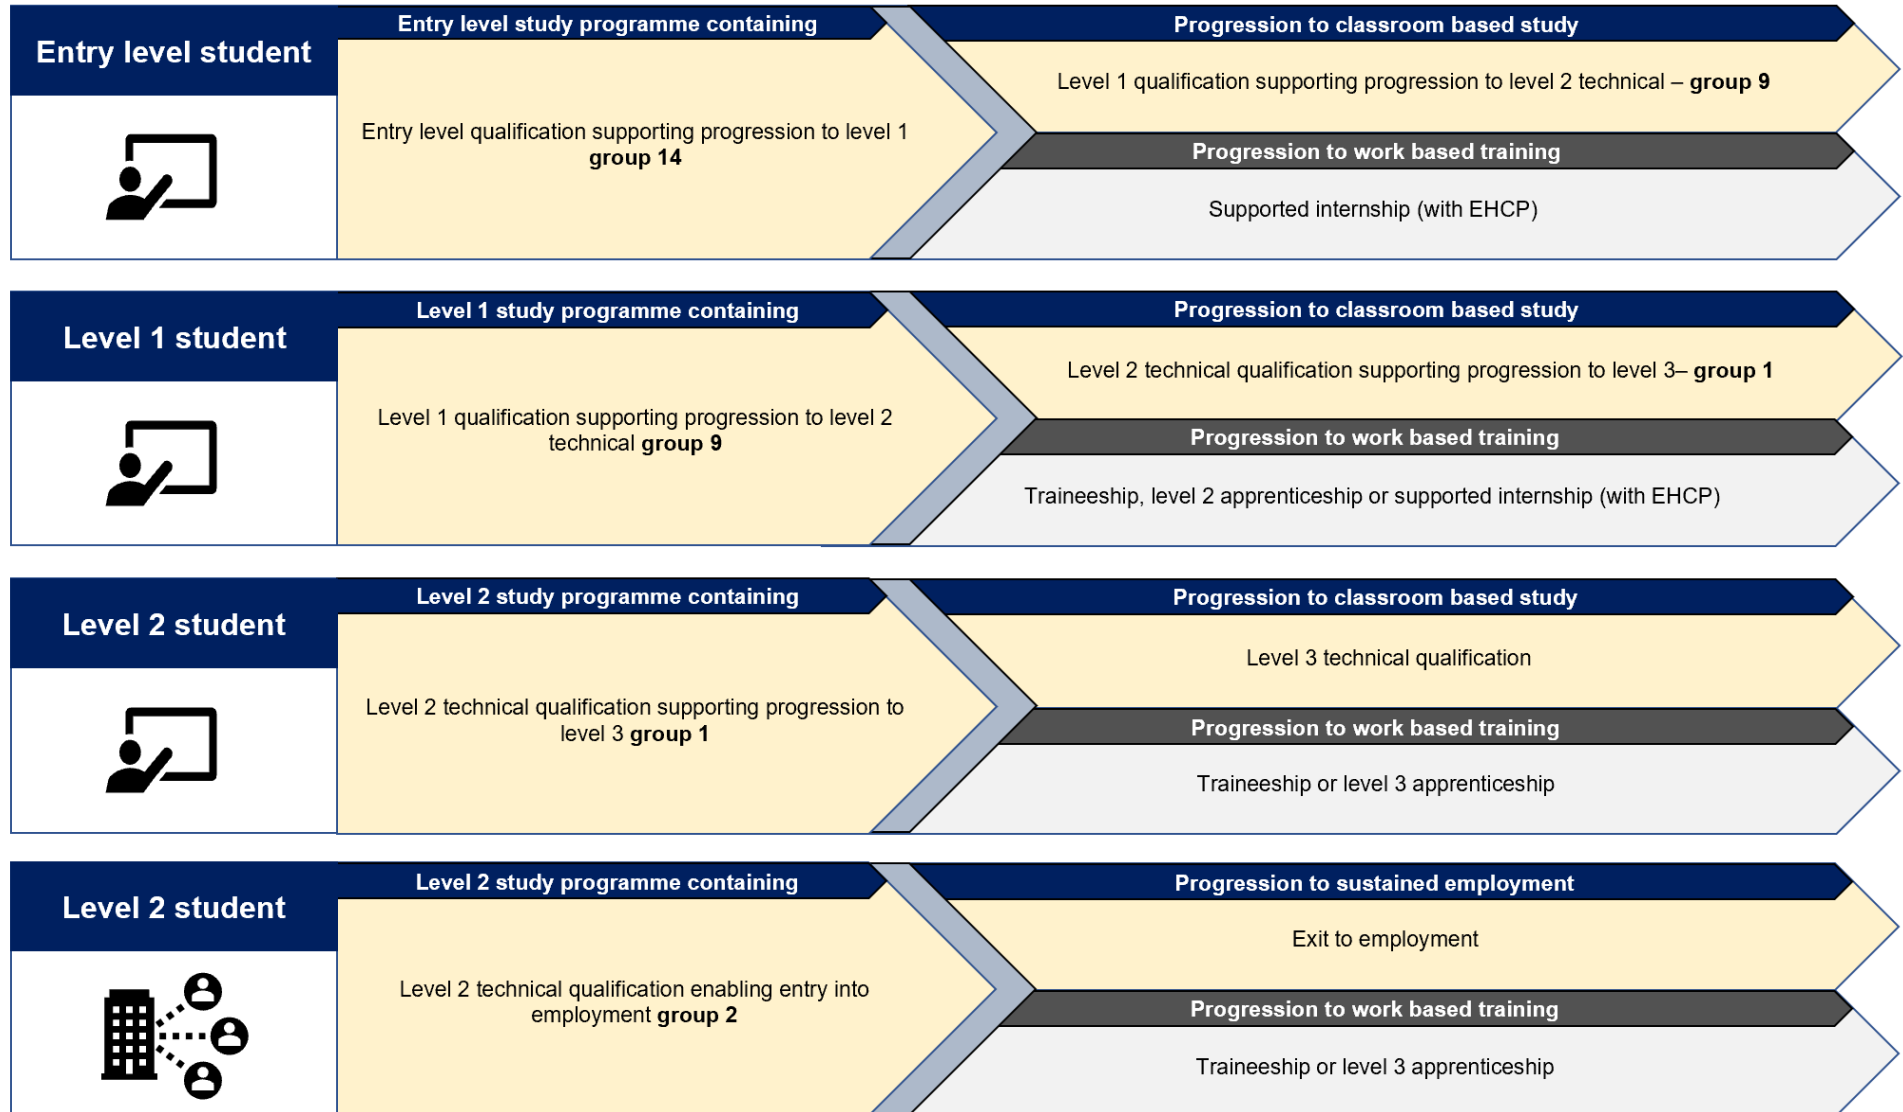 Entry level student
Entry level study programme containing
Entry level qualification supporting progression to level 1
group 14
Progression to classroom based study
Level 1 qualification supporting progression to level 2 technical – group 9
Progression to work based training
Supported internship (with EHCP)
Level 1 student
Level 1 study programme containing
Level 1 qualification supporting progression to level 2
technical group 9
Progression to classroom based study
Level 2 technical qualification supporting progression to level 3– group 1
Progression to work based training
Traineeship, level 2 apprenticeship or supported internship (with EHCP)
Level 2 student
Level 2 study programme containing
Level 2 technical qualification supporting progression to
level 3 group 1
Progression to classroom based study
Level 3 technical qualification
Progression to work based training
Traineeship or level 3 apprenticeship
Level 2 student
Level 2 study programme containing
Level 2 technical qualification enabling entry into
employment group 2
Progression to sustained employment
Exit to employment
Progression to work based training
Traineeship or level 3 apprenticeship